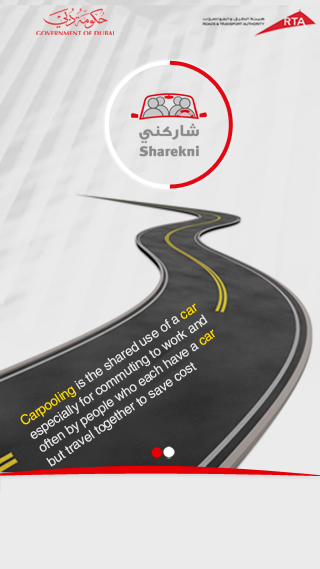 حكومة دبي
GOVERNMENT OF DUBAI
هيئة الطرق و المواصلات
ROADS & TRANSPORT AUTHORITY
RTA
شاركني
Sharekni
Carpooling is the shared use of a car
especially for commuting to work and
often by people who each have a car
but travel together to save cost